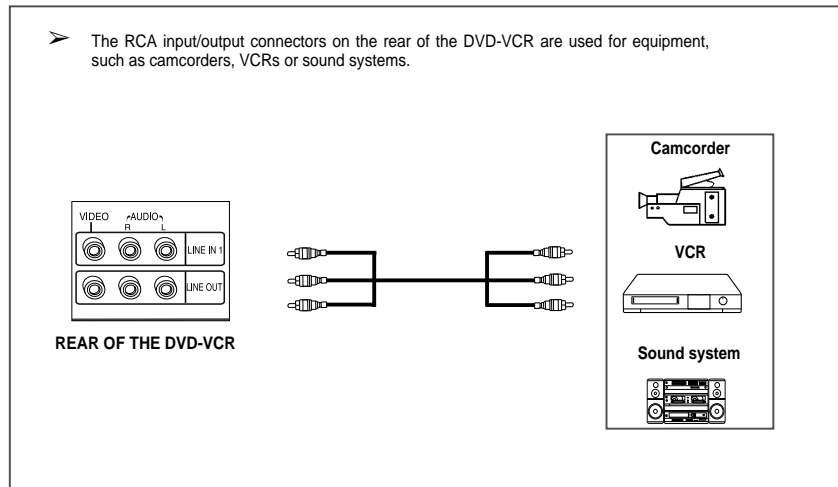 ➢ The RCA input/output connectors on the rear of the DVD-VCR are used for equipment,
such as camcorders, VCRs or sound systems.
Camcorder
VIDEO AUDIO
R L
LINE IN 1
LINE OUT
REAR OF THE DVD-VCR
VCR
Sound system